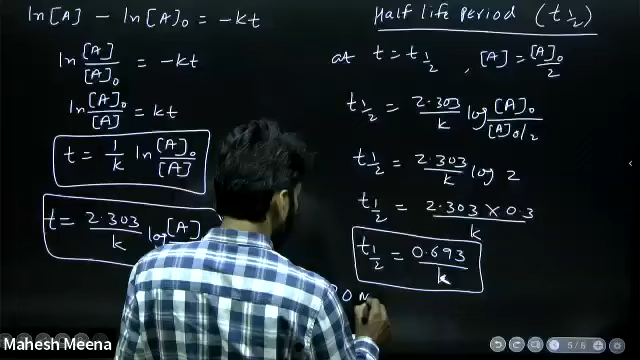 ln[A] - ln[A]₀ = -kt
ln [A]/[A]₀ = -kt
ln [A]₀/[A] = kt
t = 1/k ln [A]₀/[A]
t = 2.303/k log [A]
Half life Period (t½)
at t = t½ , [A] = [A]₀/2
t½ = 2.303/k log [A]₀/[A]₀/2
t½ = 2.303/k log 2
t½ = 2.303 × 0.3/k
t½ = 0.693/k
Mahesh Meena
5/6